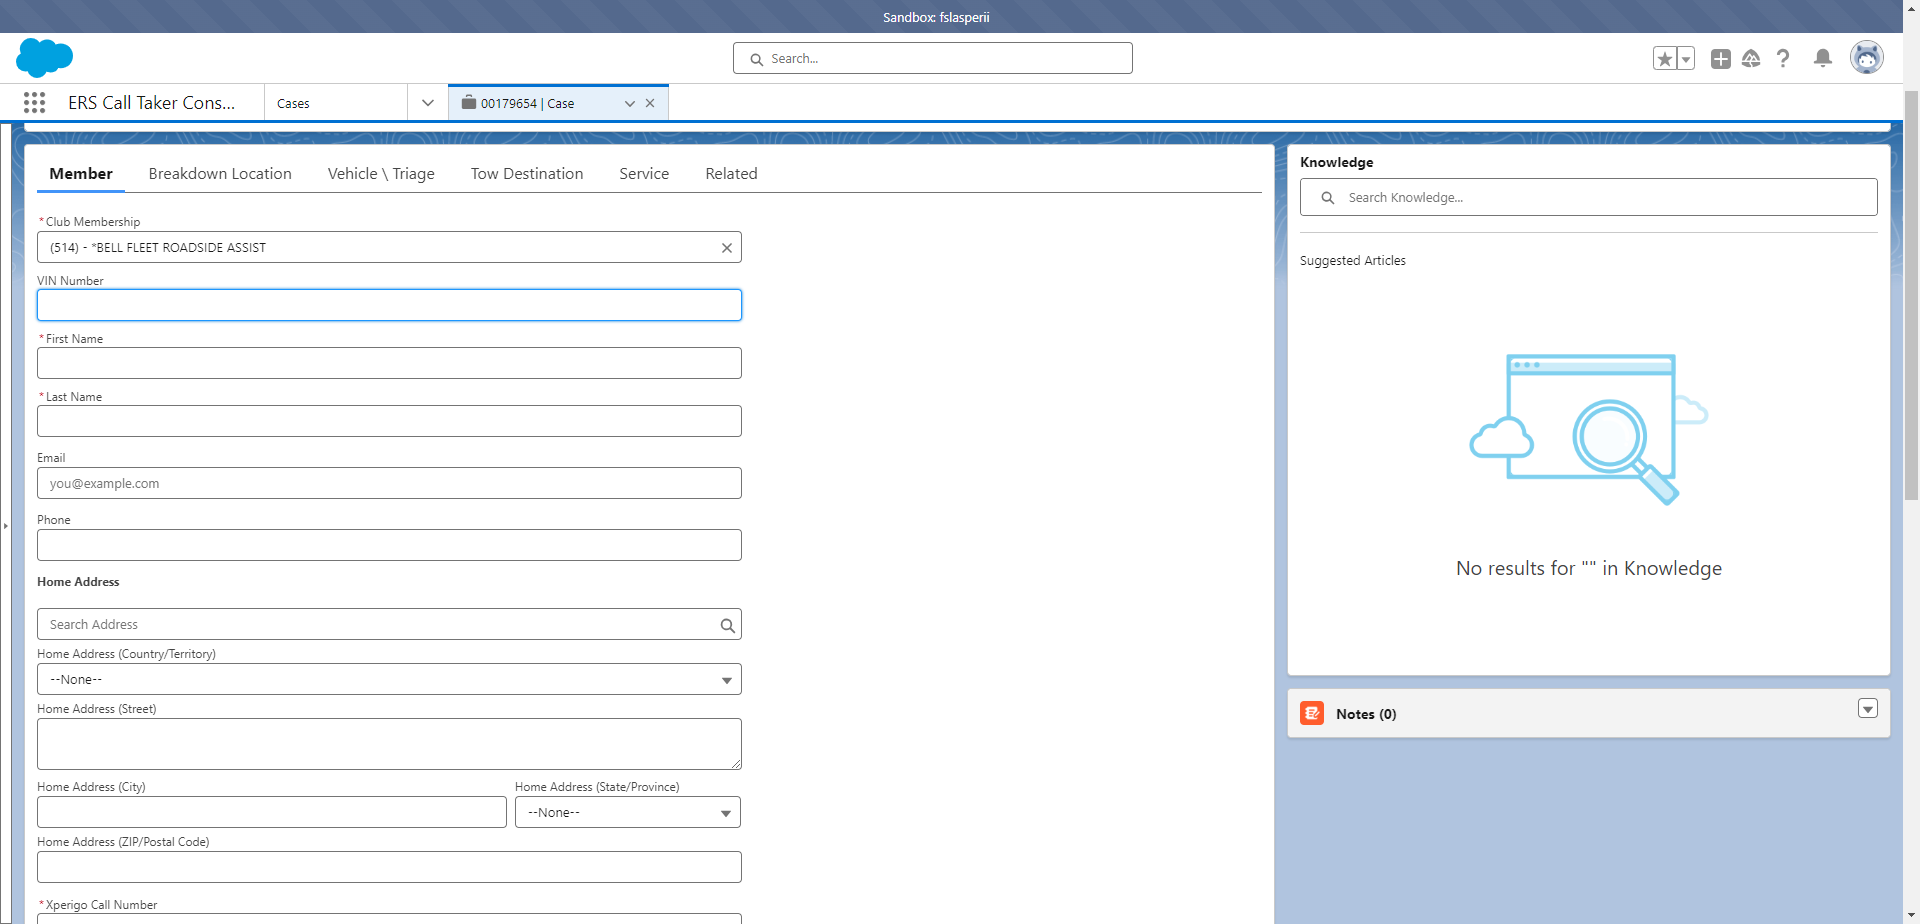 Sandbox: fslasperii
Search...
ERS Call Taker Cons...
Cases
00179654 | Case
Member
Breakdown Location
Vehicle \ Triage
Tow Destination
Service
Related
*Club Membership
(514) - *BELL FLEET ROADSIDE ASSIST
VIN Number
*First Name
*Last Name
Email
you@example.com
Phone
Home Address
Search Address
Home Address (Country/Territory)
--None--
Home Address (Street)
Home Address (City)
Home Address (State/Province)
--None--
Home Address (ZIP/Postal Code)
*Xperigo Call Number
Knowledge
Search Knowledge...
Suggested Articles
No results for "" in Knowledge
Notes (0)